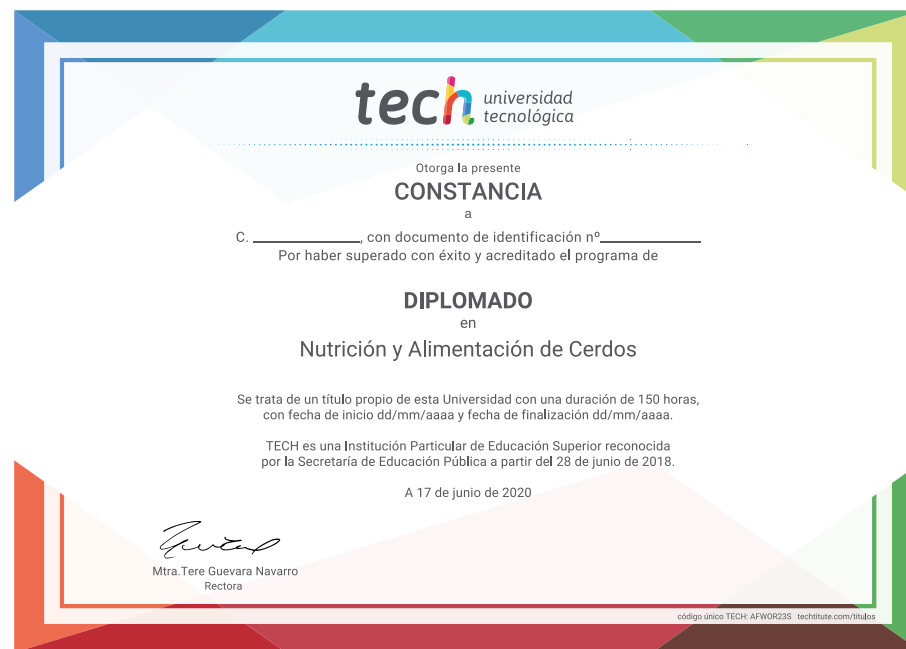 tech universidad
tecnológica
Otorga la presente
CONSTANCIA
a
C. ____________, con documento de identificación nº____________
Por haber superado con éxito y acreditado el programa de
DIPLOMADO
en
Nutrición y Alimentación de Cerdos
Se trata de un título propio de esta Universidad con una duración de 150 horas,
con fecha de inicio dd/mm/aaaa y fecha de finalización dd/mm/aaaa.
TECH es una Institución Particular de Educación Superior reconocida
por la Secretaría de Educación Pública a partir del 28 de junio de 2018.
A 17 de junio de 2020
Mtra.Tere Guevara Navarro
Rectora
código único TECH: AFWOR23S techtitute.com/titulos